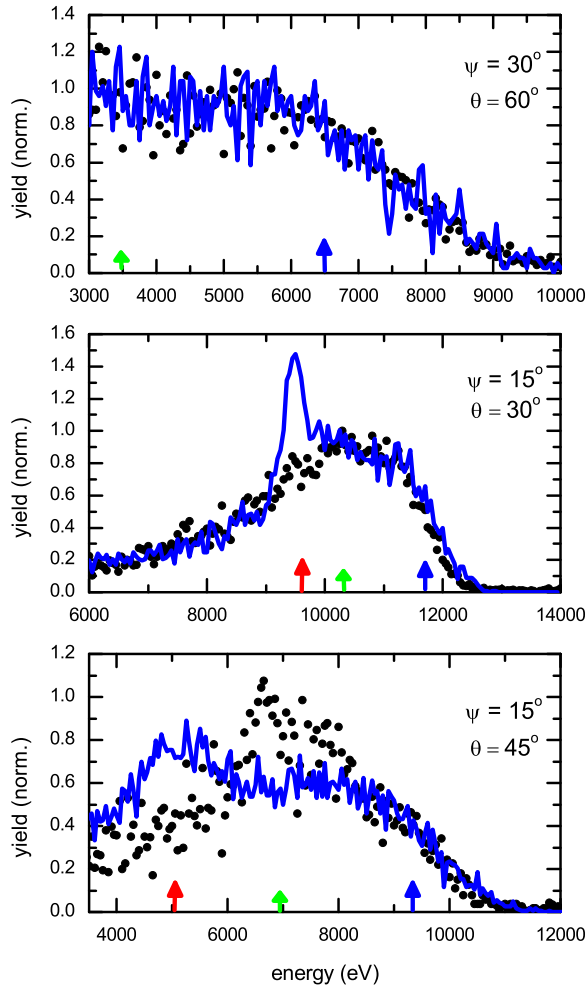 1.4
1.2
1.0
0.8
0.6
0.4
0.2
0.0
yield (norm.)
ψ = 30°
θ = 60°
3000 4000 5000 6000 7000 8000 9000 10000
1.6
1.4
1.2
1.0
0.8
0.6
0.4
0.2
0.0
yield (norm.)
ψ = 15°
θ = 30°
6000 8000 10000 12000 14000
1.2
1.0
0.8
0.6
0.4
0.2
0.0
yield (norm.)
ψ = 15°
θ = 45°
4000 6000 8000 10000 12000
energy (eV)